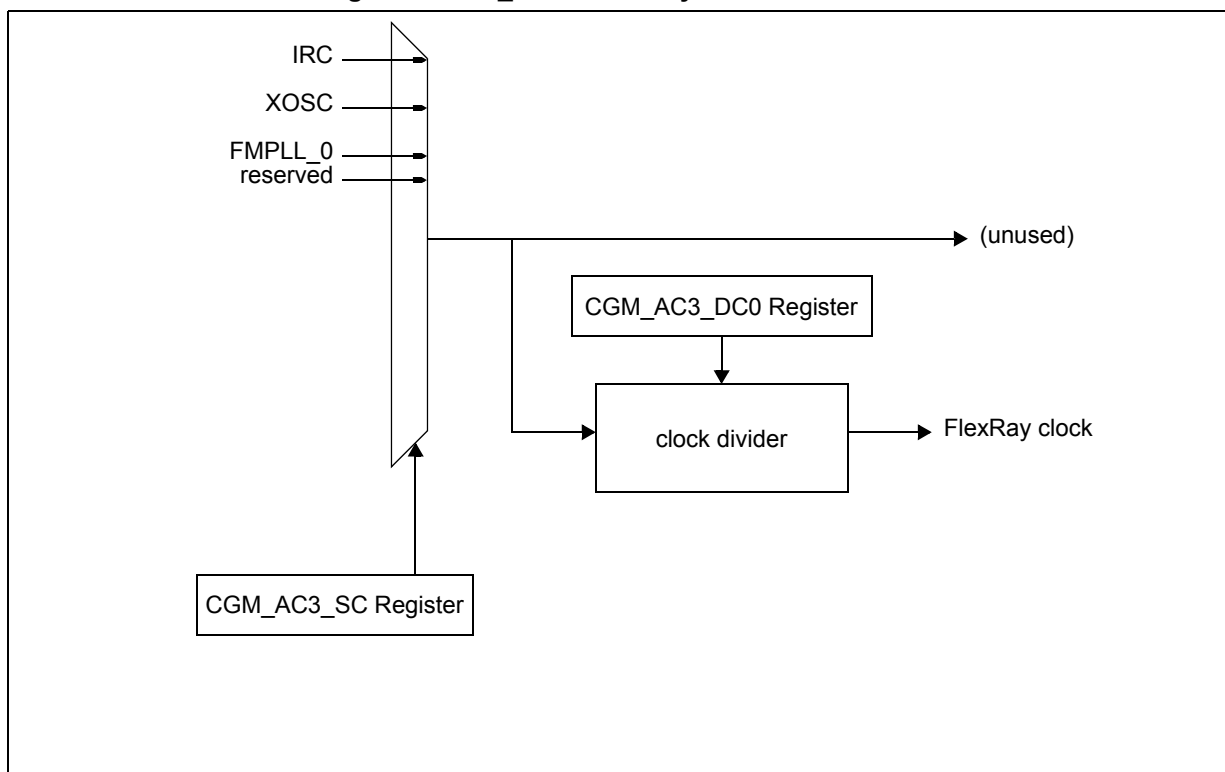 IRC
XOSC
FMPLL_0
reserved
(unused)
CGM_AC3_DC0 Register
clock divider
FlexRay clock
CGM_AC3_SC Register